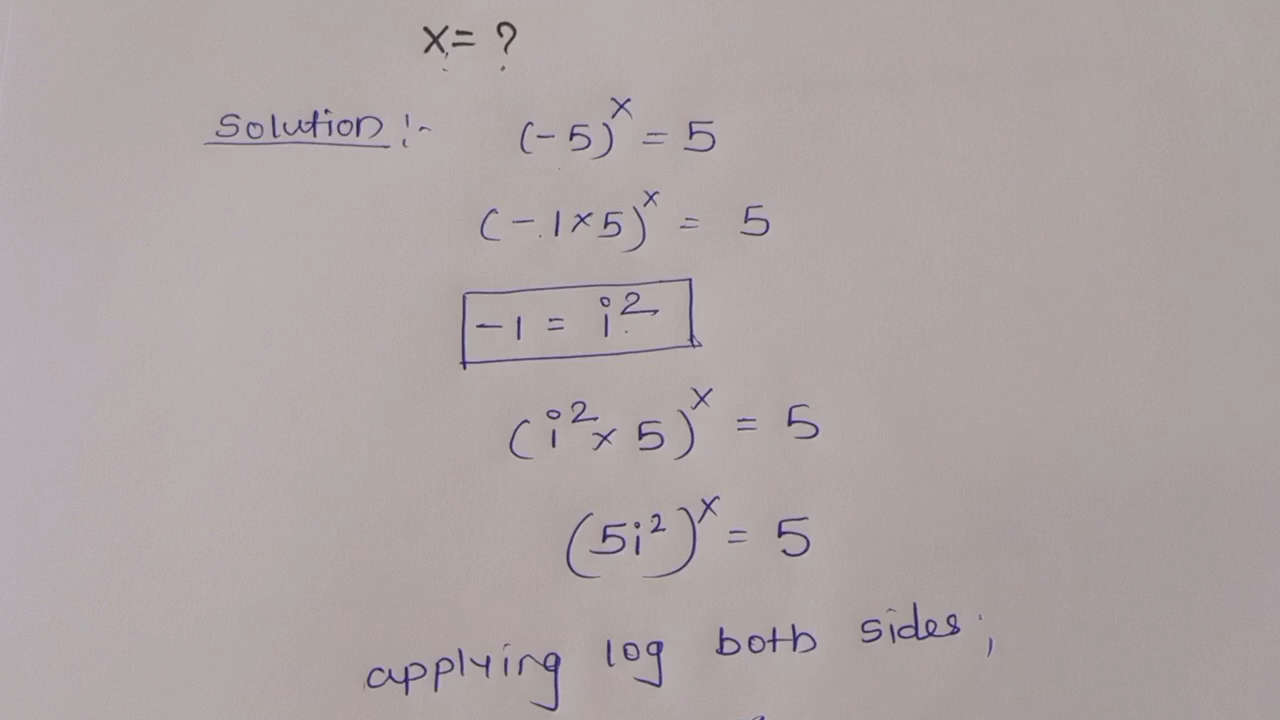 x = ?
Solution :- (-5)^x = 5
(-1×5)^x = 5
-1 = i^2
(i^2 × 5)^x = 5
(5i^2)^x = 5
applying log both sides;